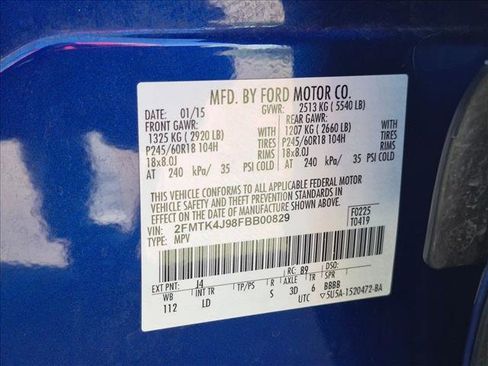 MFD. BY FORD MOTOR CO.
DATE: 01/15 GVWR: 2513 KG ( 5540 LB)
FRONT GAWR: REAR GAWR:
1325 KG ( 2920 LB) 1207 KG ( 2660 LB)
P245/60R18 104H WITH TIRES P245/60R18 104H WITH TIRES
18x8.0J RIMS 18x8.0J RIMS
AT 240 kPa/ 35 PSI COLD AT 240 kPa/ 35 PSI COLD
THIS VEHICLE CONFORMS TO ALL APPLICABLE FEDERAL MOTOR
VEHICLE SAFETY AND THEFT PREVENTION STANDARDS IN
EFFECT ON THE DATE OF MANUFACTURE SHOWN ABOVE.
VIN: 2FMTK4J98FBB00829 F0225
TYPE: MPV T0419
EXT PNT: J4 RC: 89 DSO:
WB INT TR TP/PS R AXLE TR SPR
112 LD S 3D 6 BBBB
UTC ▽5U5A-1520472-BA